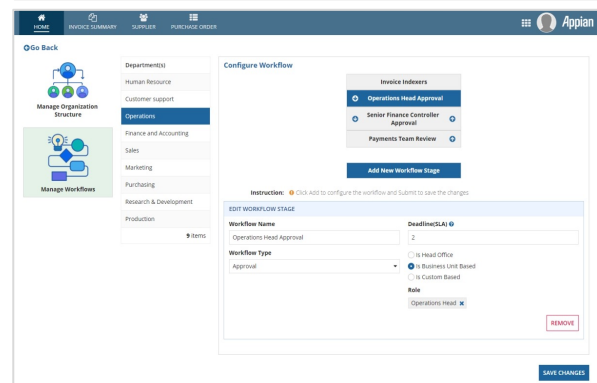 HOME
INVOICE SUMMARY
SUPPLIER
PURCHASE ORDER
Appian
Go Back
Manage Organization
Structure
Manage Workflows
Department(s)
Human Resource
Customer support
Operations
Finance and Accounting
Sales
Marketing
Purchasing
Research & Development
Production
9 items
Configure Workflow
Invoice Indexers
Operations Head Approval
Senior Finance Controller
Approval
Payments Team Review
Add New Workflow Stage
Instruction: Click Add to configure the workflow and Submit to save the changes
EDIT WORKFLOW STAGE
Workflow Name
Operations Head Approval
Workflow Type
Approval
Deadline(SLA)
2
Is Head Office
Is Business Unit Based
Is Custom Based
Role
Operations Head
REMOVE
SAVE CHANGES